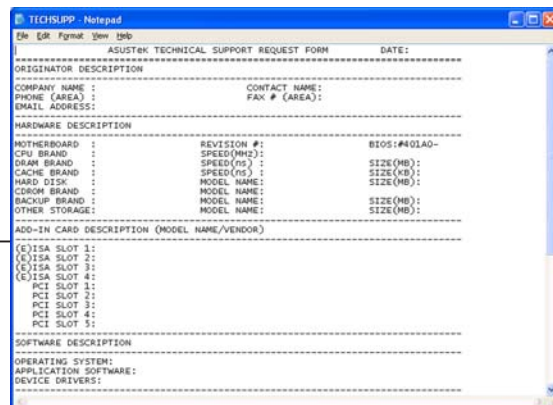 TECHSUPP - Notepad
File Edit Format View Help
ASUSTeK TECHNICAL SUPPORT REQUEST FORM DATE:
==============================================================================
ORIGINATOR DESCRIPTION
------------------------------------------------------------------------------
COMPANY NAME : CONTACT NAME:
PHONE (AREA) : FAX # (AREA):
EMAIL ADDRESS:
==============================================================================
HARDWARE DESCRIPTION
------------------------------------------------------------------------------
MOTHERBOARD : REVISION #: BIOS:#401A0-
CPU BRAND : SPEED(MHz):
DRAM BRAND : SPEED(ns) : SIZE(MB):
CACHE BRAND : SPEED(ns) : SIZE(KB):
HARD DISK : MODEL NAME: SIZE(MB):
CDROM BRAND : MODEL NAME:
BACKUP BRAND : MODEL NAME: SIZE(MB):
OTHER STORAGE: MODEL NAME: SIZE(MB):
==============================================================================
ADD-IN CARD DESCRIPTION (MODEL NAME/VENDOR)
------------------------------------------------------------------------------
(E)ISA SLOT 1:
(E)ISA SLOT 2:
(E)ISA SLOT 3:
(E)ISA SLOT 4:
PCI SLOT 1:
PCI SLOT 2:
PCI SLOT 3:
PCI SLOT 4:
PCI SLOT 5:
==============================================================================
SOFTWARE DESCRIPTION
------------------------------------------------------------------------------
OPERATING SYSTEM:
APPLICATION SOFTWARE:
DEVICE DRIVERS:
==============================================================================